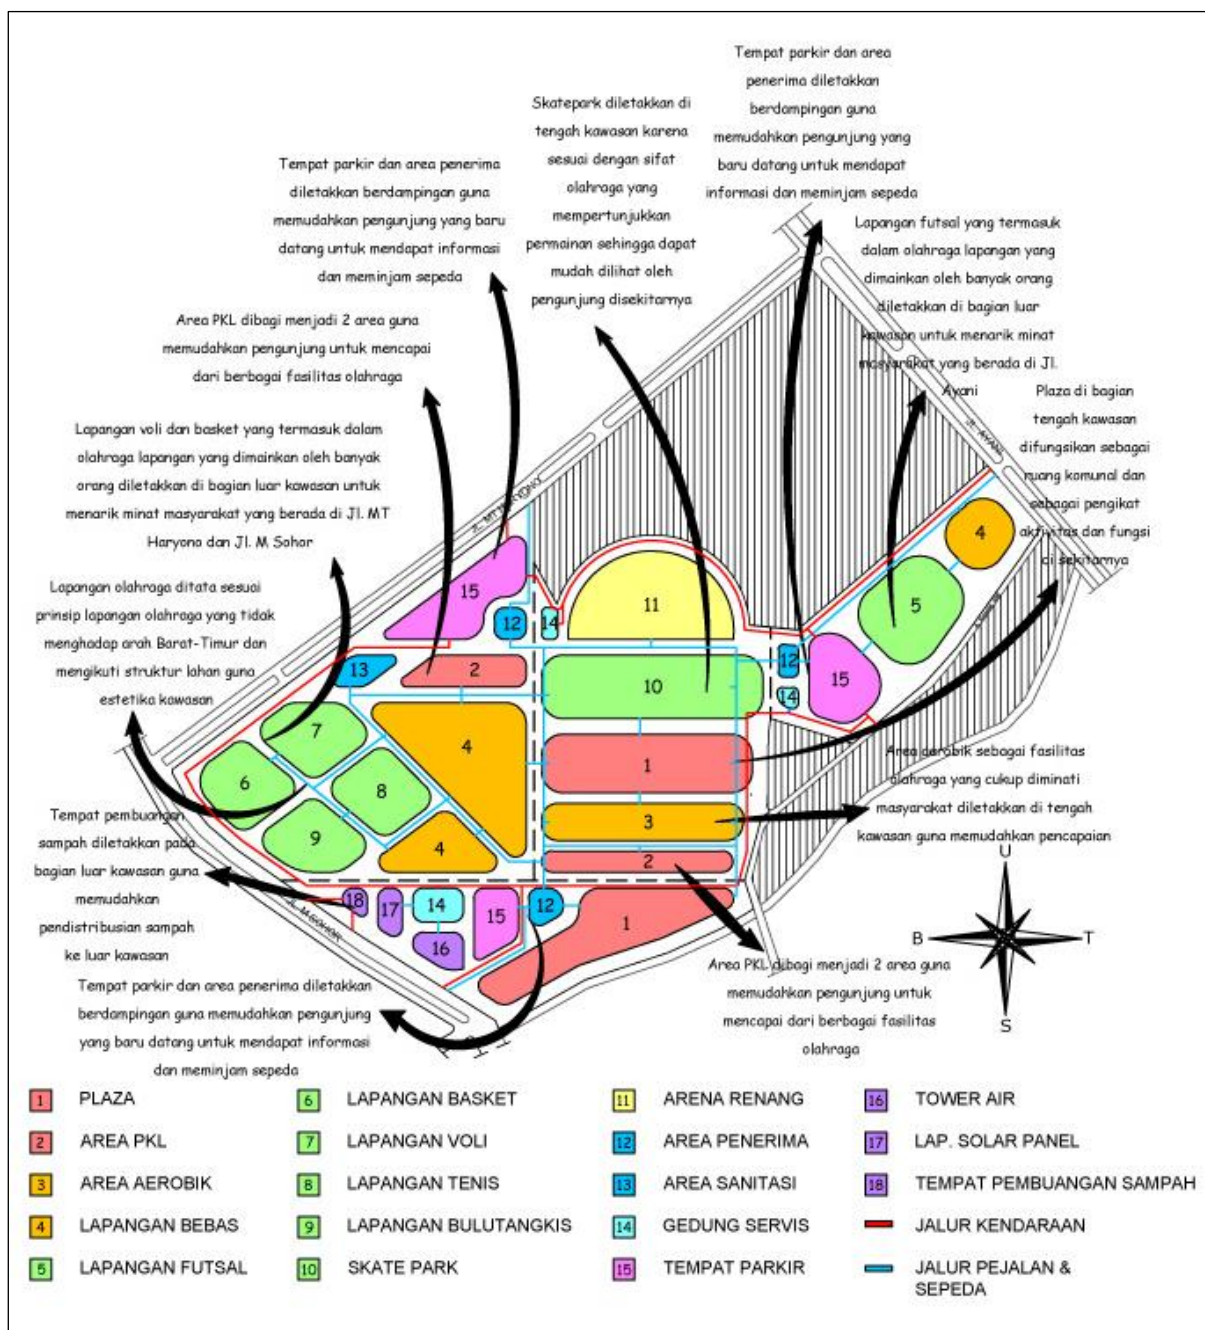 Tempat parkir dan area
penerima diletakkan
berdampingan guna
memudahkan pengunjung yang
baru datang untuk mendapat
informasi dan meminjam sepeda
Skatepark diletakkan di
tengah kawasan karena
sesuai dengan sifat
olahraga yang
mempertunjukkan
permainan sehingga dapat
mudah dilihat oleh
pengunjung disekitarnya
Tempat parkir dan area penerima
diletakkan berdampingan guna
memudahkan pengunjung yang baru
datang untuk mendapat informasi
dan meminjam sepeda
Lapangan futsal yang termasuk
dalam olahraga lapangan yang
dimainkan oleh banyak orang
diletakkan di bagian luar
kawasan untuk menarik minat
masyarakat yang berada di Jl.
Ayani
Area PKL dibagi menjadi 2 area guna
memudahkan pengunjung untuk mencapai
dari berbagai fasilitas olahraga
Plaza di bagian
tengah kawasan
difungsikan sebagai
ruang komunal dan
sebagai pengikat
aktivitas dan fungsi
di sekitarnya
Lapangan voli dan basket yang termasuk dalam
olahraga lapangan yang dimainkan oleh banyak
orang diletakkan di bagian luar kawasan untuk
menarik minat masyarakat yang berada di Jl. MT
Haryono dan Jl. M Sohor
Lapangan olahraga ditata sesuai
prinsip lapangan olahraga yang tidak
menghadap arah Barat-Timur dan
mengikuti struktur lahan guna
estetika kawasan
JL. MT HARYONO
JL. AYANI
4
5
15
11
12
14
13
2
10
12
14
15
7
4
6
8
1
9
4
3
2
Area aerobik sebagai fasilitas
olahraga yang cukup diminati
masyarakat diletakkan di tengah
kawasan guna memudahkan pencapaian
Tempat pembuangan
sampah diletakkan pada
bagian luar kawasan guna
memudahkan
pendistribusian sampah
ke luar kawasan
JL. M SOHOR
18
17
14
16
15
12
1
U
B
T
S
Area PKL dibagi menjadi 2 area guna
memudahkan pengunjung untuk
mencapai dari berbagai fasilitas
olahraga
Tempat parkir dan area penerima diletakkan
berdampingan guna memudahkan pengunjung
yang baru datang untuk mendapat informasi
dan meminjam sepeda
1 PLAZA
2 AREA PKL
3 AREA AEROBIK
4 LAPANGAN BEBAS
5 LAPANGAN FUTSAL
6 LAPANGAN BASKET
7 LAPANGAN VOLI
8 LAPANGAN TENIS
9 LAPANGAN BULUTANGKIS
10 SKATE PARK
11 ARENA RENANG
12 AREA PENERIMA
13 AREA SANITASI
14 GEDUNG SERVIS
15 TEMPAT PARKIR
16 TOWER AIR
17 LAP. SOLAR PANEL
18 TEMPAT PEMBUANGAN SAMPAH
JALUR KENDARAAN
JALUR PEJALAN &
SEPEDA